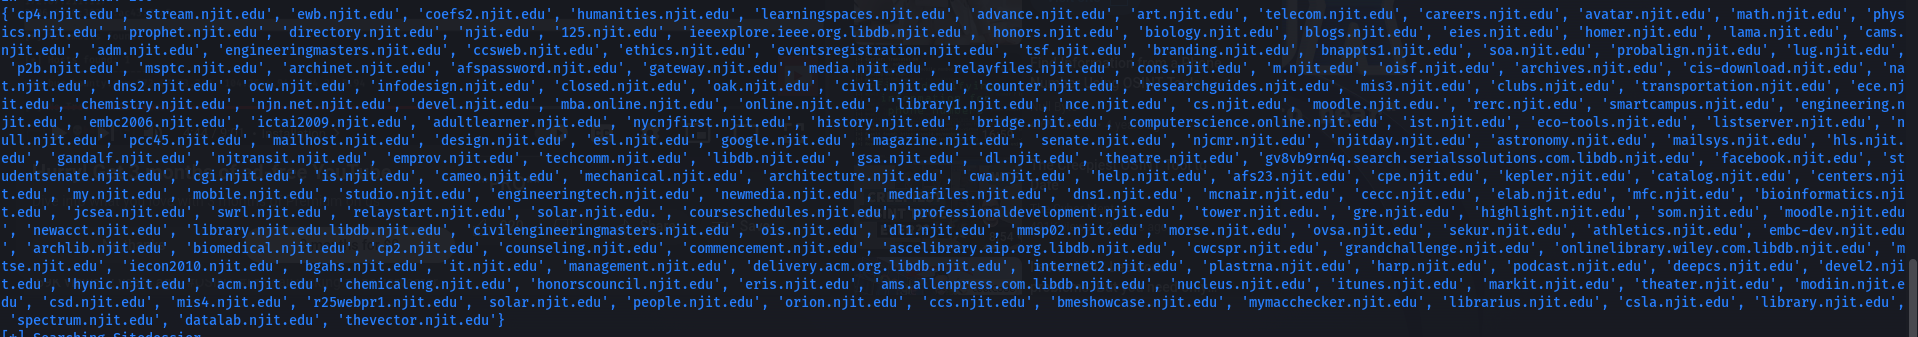 {'cp4.njit.edu', 'stream.njit.edu', 'ewb.njit.edu', 'coefs2.njit.edu', 'humanities.njit.edu', 'learningspaces.njit.edu', 'advance.njit.edu', 'art.njit.edu', 'telecom.njit.edu', 'careers.njit.edu', 'avatar.njit.edu', 'math.njit.edu', 'phys
ics.njit.edu', 'prophet.njit.edu', 'directory.njit.edu', 'njit.edu', '125.njit.edu', 'ieeexplore.ieee.org.libdb.njit.edu', 'honors.njit.edu', 'biology.njit.edu', 'blogs.njit.edu', 'eies.njit.edu', 'homer.njit.edu', 'lama.njit.edu', 'cams.
njit.edu', 'adm.njit.edu', 'engineeringmasters.njit.edu', 'ccsweb.njit.edu', 'ethics.njit.edu', 'eventsregistration.njit.edu', 'tsf.njit.edu', 'branding.njit.edu', 'bnappts1.njit.edu', 'soa.njit.edu', 'probalign.njit.edu', 'lug.njit.edu',
'p2b.njit.edu', 'msptc.njit.edu', 'archinet.njit.edu', 'afspassword.njit.edu', 'gateway.njit.edu', 'media.njit.edu', 'relayfiles.njit.edu', 'cons.njit.edu', 'm.njit.edu', 'oisf.njit.edu', 'archives.njit.edu', 'cis-download.njit.edu', 'na
t.njit.edu', 'dns2.njit.edu', 'ocw.njit.edu', 'infodesign.njit.edu', 'closed.njit.edu', 'oak.njit.edu', 'civil.njit.edu', 'counter.njit.edu', 'researchguides.njit.edu', 'mis3.njit.edu', 'clubs.njit.edu', 'transportation.njit.edu', 'ece.nj
it.edu', 'chemistry.njit.edu', 'njn.net.njit.edu', 'devel.njit.edu', 'mba.online.njit.edu', 'online.njit.edu', 'library1.njit.edu', 'nce.njit.edu', 'cs.njit.edu', 'moodle.njit.edu.', 'rerc.njit.edu', 'smartcampus.njit.edu', 'engineering.n
jit.edu', 'embc2006.njit.edu', 'ictai2009.njit.edu', 'adultlearner.njit.edu', 'nycnjfirst.njit.edu', 'history.njit.edu', 'bridge.njit.edu', 'computerscience.online.njit.edu', 'ist.njit.edu', 'eco-tools.njit.edu', 'listserver.njit.edu', 'n
ull.njit.edu', 'pcc45.njit.edu', 'mailhost.njit.edu', 'design.njit.edu', 'esl.njit.edu', 'google.njit.edu', 'magazine.njit.edu', 'senate.njit.edu', 'njcmr.njit.edu', 'njitday.njit.edu', 'astronomy.njit.edu', 'mailsys.njit.edu', 'hls.njit.
edu', 'gandalf.njit.edu', 'njtransit.njit.edu', 'emprov.njit.edu', 'techcomm.njit.edu', 'libdb.njit.edu', 'gsa.njit.edu', 'dl.njit.edu', 'theatre.njit.edu', 'gv8vb9rn4q.search.serialssolutions.com.libdb.njit.edu', 'facebook.njit.edu', 'st
udentsenate.njit.edu', 'cgi1.njit.edu', 'lists.njit.edu', 'cameo.njit.edu', 'mechanical.njit.edu', 'architecture.njit.edu', 'cwa.njit.edu', 'help.njit.edu', 'afs23.njit.edu', 'cpe.njit.edu', 'kepler.njit.edu', 'catalog.njit.edu', 'centers.nji
t.edu', 'my.njit.edu', 'mobile.njit.edu', 'studio.njit.edu', 'engineeringtech.njit.edu', 'newmedia.njit.edu', 'mediafiles.njit.edu', 'dns1.njit.edu', 'mcnair.njit.edu', 'cecc.njit.edu', 'elab.njit.edu', 'mfc.njit.edu', 'bioinformatics.nji
t.edu', 'jcsea.njit.edu', 'swrl.njit.edu', 'relaystart.njit.edu', 'solar.njit.edu.', 'courseschedules.njit.edu', 'professionaldevelopment.njit.edu', 'tower.njit.edu.', 'gre.njit.edu', 'highlight.njit.edu', 'som.njit.edu', 'moodle.njit.edu
', 'newacct.njit.edu', 'library.njit.edu.libdb.njit.edu', 'civilengineeringmasters.njit.edu', 'ois.njit.edu', 'dl1.njit.edu', 'mmsp02.njit.edu', 'morse.njit.edu', 'ovsa.njit.edu', 'sekur.njit.edu', 'athletics.njit.edu', 'embc-dev.njit.edu
', 'archlib.njit.edu', 'biomedical.njit.edu', 'cp2.njit.edu', 'counseling.njit.edu', 'commencement.njit.edu', 'ascelibrary.aip.org.libdb.njit.edu', 'cwcspr.njit.edu', 'grandchallenge.njit.edu', 'onlinelibrary.wiley.com.libdb.njit.edu', 'm
tse.njit.edu', 'iecon2010.njit.edu', 'bgahs.njit.edu', 'it.njit.edu', 'management.njit.edu', 'delivery.acm.org.libdb.njit.edu', 'internet2.njit.edu', 'plastrna.njit.edu', 'harp.njit.edu', 'podcast.njit.edu', 'deepcs.njit.edu', 'devel2.nji
t.edu', 'hynic.njit.edu', 'acm.njit.edu', 'chemicaleng.njit.edu', 'honorscouncil.njit.edu', 'eris.njit.edu', 'ams.allenpress.com.libdb.njit.edu', 'nucleus.njit.edu', 'itunes.njit.edu', 'markit.njit.edu', 'theater.njit.edu', 'modiin.njit.e
du', 'csd.njit.edu', 'mis4.njit.edu', 'r25webpr1.njit.edu', 'solar.njit.edu', 'people.njit.edu', 'orion.njit.edu', 'ccs.njit.edu', 'bmeshowcase.njit.edu', 'mymacchecker.njit.edu', 'librarius.njit.edu', 'csla.njit.edu', 'library.njit.edu',
'spectrum.njit.edu', 'datalab.njit.edu', 'thevector.njit.edu'}